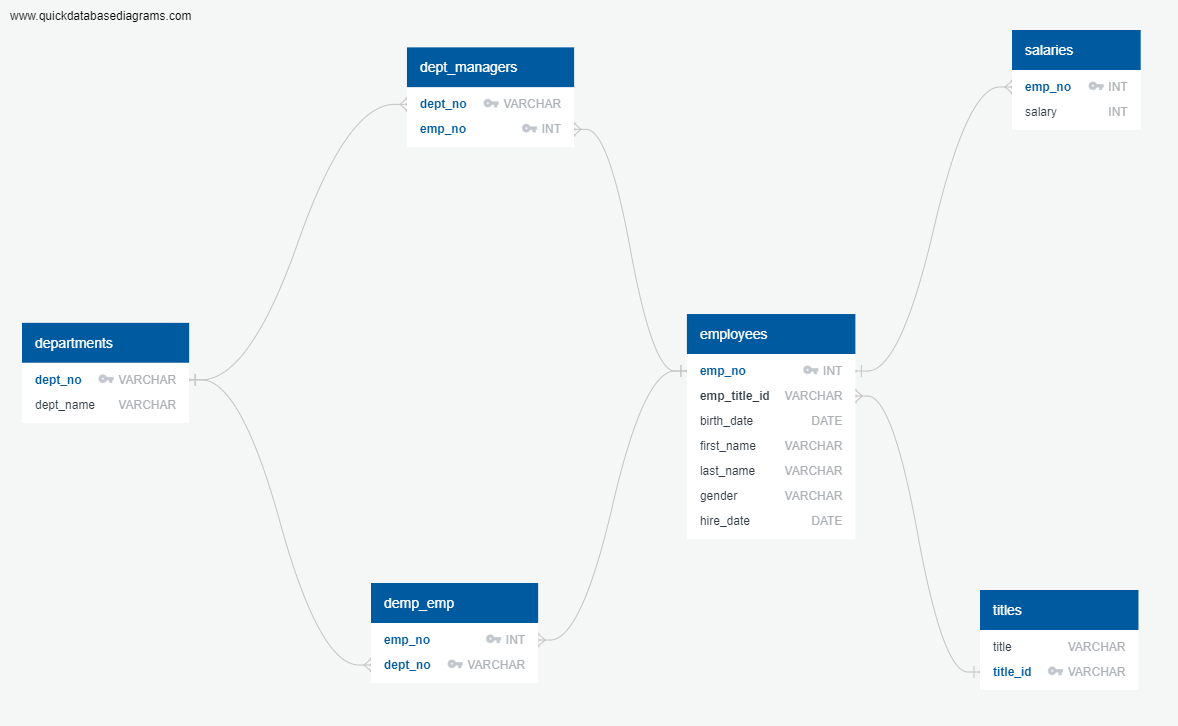 www.quickdatabasediagrams.com
dept_managers
dept_no VARCHAR
emp_no INT
salaries
emp_no INT
salary INT
departments
dept_no VARCHAR
dept_name VARCHAR
employees
emp_no INT
emp_title_id VARCHAR
birth_date DATE
first_name VARCHAR
last_name VARCHAR
gender VARCHAR
hire_date DATE
demp_emp
emp_no INT
dept_no VARCHAR
titles
title VARCHAR
title_id VARCHAR